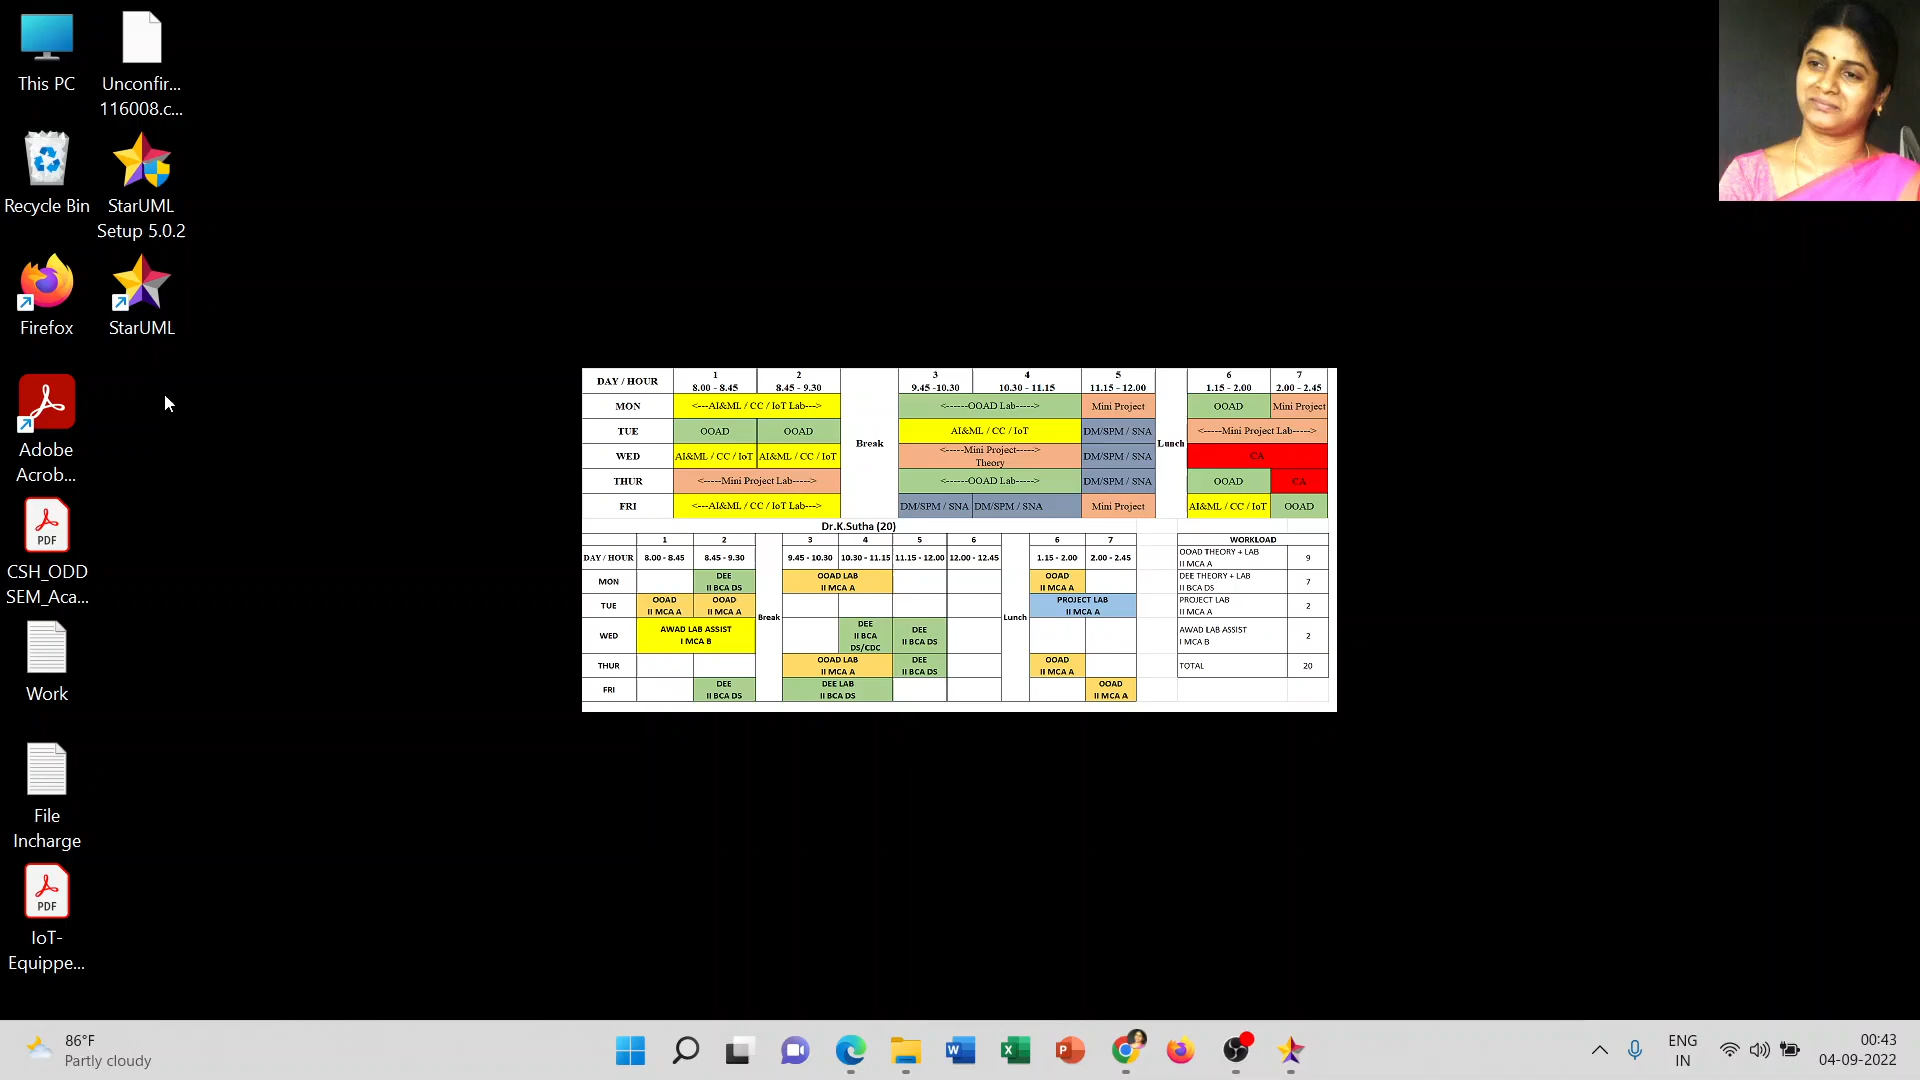 This PC
Unconfir...
116008.c...
Recycle Bin
StarUML
Setup 5.0.2
Firefox
StarUML
Adobe
Acrob...
CSH_ODD
SEM_Aca...
Work
File
Incharge
IoT-
Equippe...
PDF
PDF
DAY / HOUR 1 2 3 4 5 6 7
8.00 - 8.45 8.45 - 9.30 9.45 -10.30 10.30 - 11.15 11.15 - 12.00 1.15 - 2.00 2.00 - 2.45
MON <---AI&ML / CC / IoT Lab---> <------OOAD Lab-----> Mini Project OOAD Mini Project
TUE OOAD OOAD AI&ML / CC / IoT DM/SPM / SNA <-----Mini Project Lab----->
Break Lunch
WED AI&ML / CC / IoT AI&ML / CC / IoT <-----Mini Project----> DM/SPM / SNA CA
Theory
THUR <-----Mini Project Lab----> <------OOAD Lab-----> DM/SPM / SNA OOAD CA
FRI <---AI&ML / CC / IoT Lab---> DM/SPM / SNA DM/SPM / SNA Mini Project AI&ML / CC / IoT OOAD
Dr.K.Sutha (20)
1 2 3 4 5 6 6 7 WORKLOAD
DAY / HOUR 8.00 - 8.45 8.45 - 9.30 9.45 - 10.30 10.30 - 11.15 11.15 - 12.00 12.00 - 12.45 1.15 - 2.00 2.00 - 2.45
OOAD THEORY + LAB
II MCA A 9
MON DEE OOAD LAB OOAD
II BCA DS II MCA A II MCA A
DEE THEORY + LAB
II BCA DS 7
TUE OOAD OOAD PROJECT LAB
II MCA A II MCA A II MCA A
PROJECT LAB
II MCA A 2
Break Lunch
WED AWAD LAB ASSIST DEE DEE
I MCA B II BCA II BCA DS
DS/CDC
AWAD LAB ASSIST
I MCA B 2
THUR OOAD LAB DEE OOAD
II MCA A II BCA DS II MCA A
TOTAL 20
FRI DEE DEE LAB OOAD
II BCA DS II BCA DS II MCA A
86°F
Partly cloudy
ENG
IN
00:43
04-09-2022